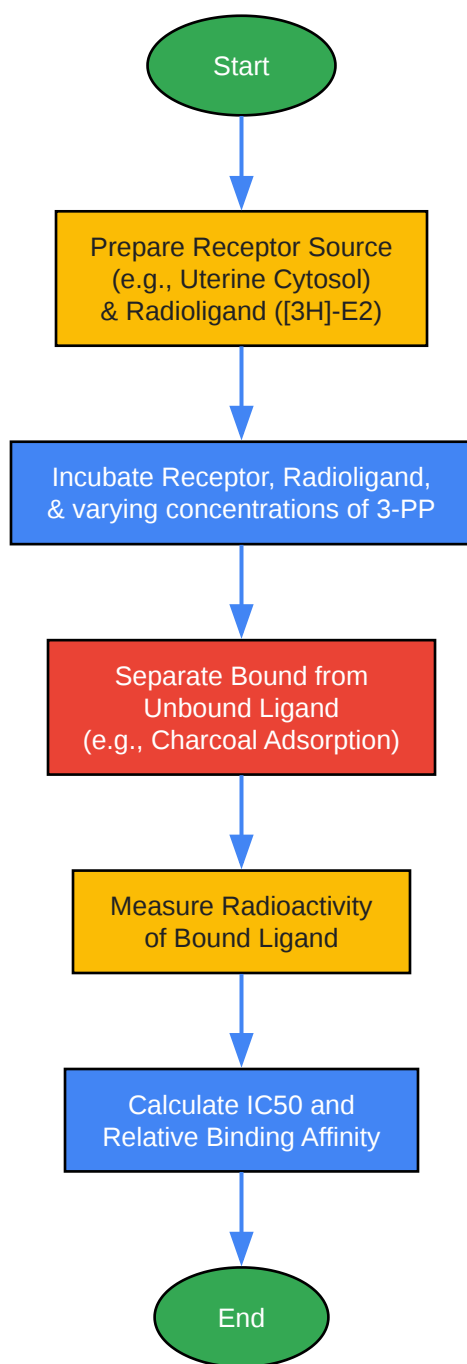 Start
Prepare Receptor Source
(e.g., Uterine Cytosol)
& Radioligand ([3H]-E2)
Incubate Receptor, Radioligand,
& varying concentrations of 3-PP
Separate Bound from
Unbound Ligand
(e.g., Charcoal Adsorption)
Measure Radioactivity
of Bound Ligand
Calculate IC50 and
Relative Binding Affinity
End